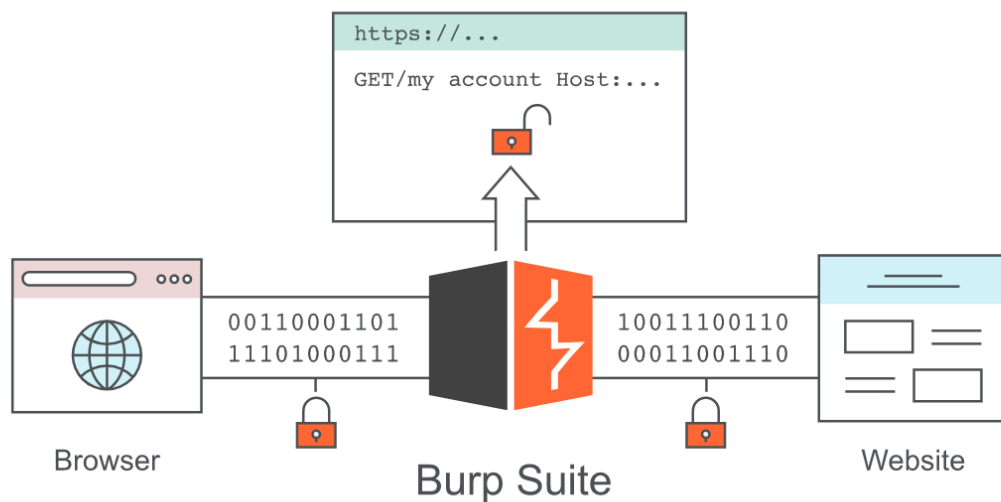 https://...
GET/my account Host:...
00110001101
11101000111
10011100110
00011001110
Browser
Burp Suite
Website